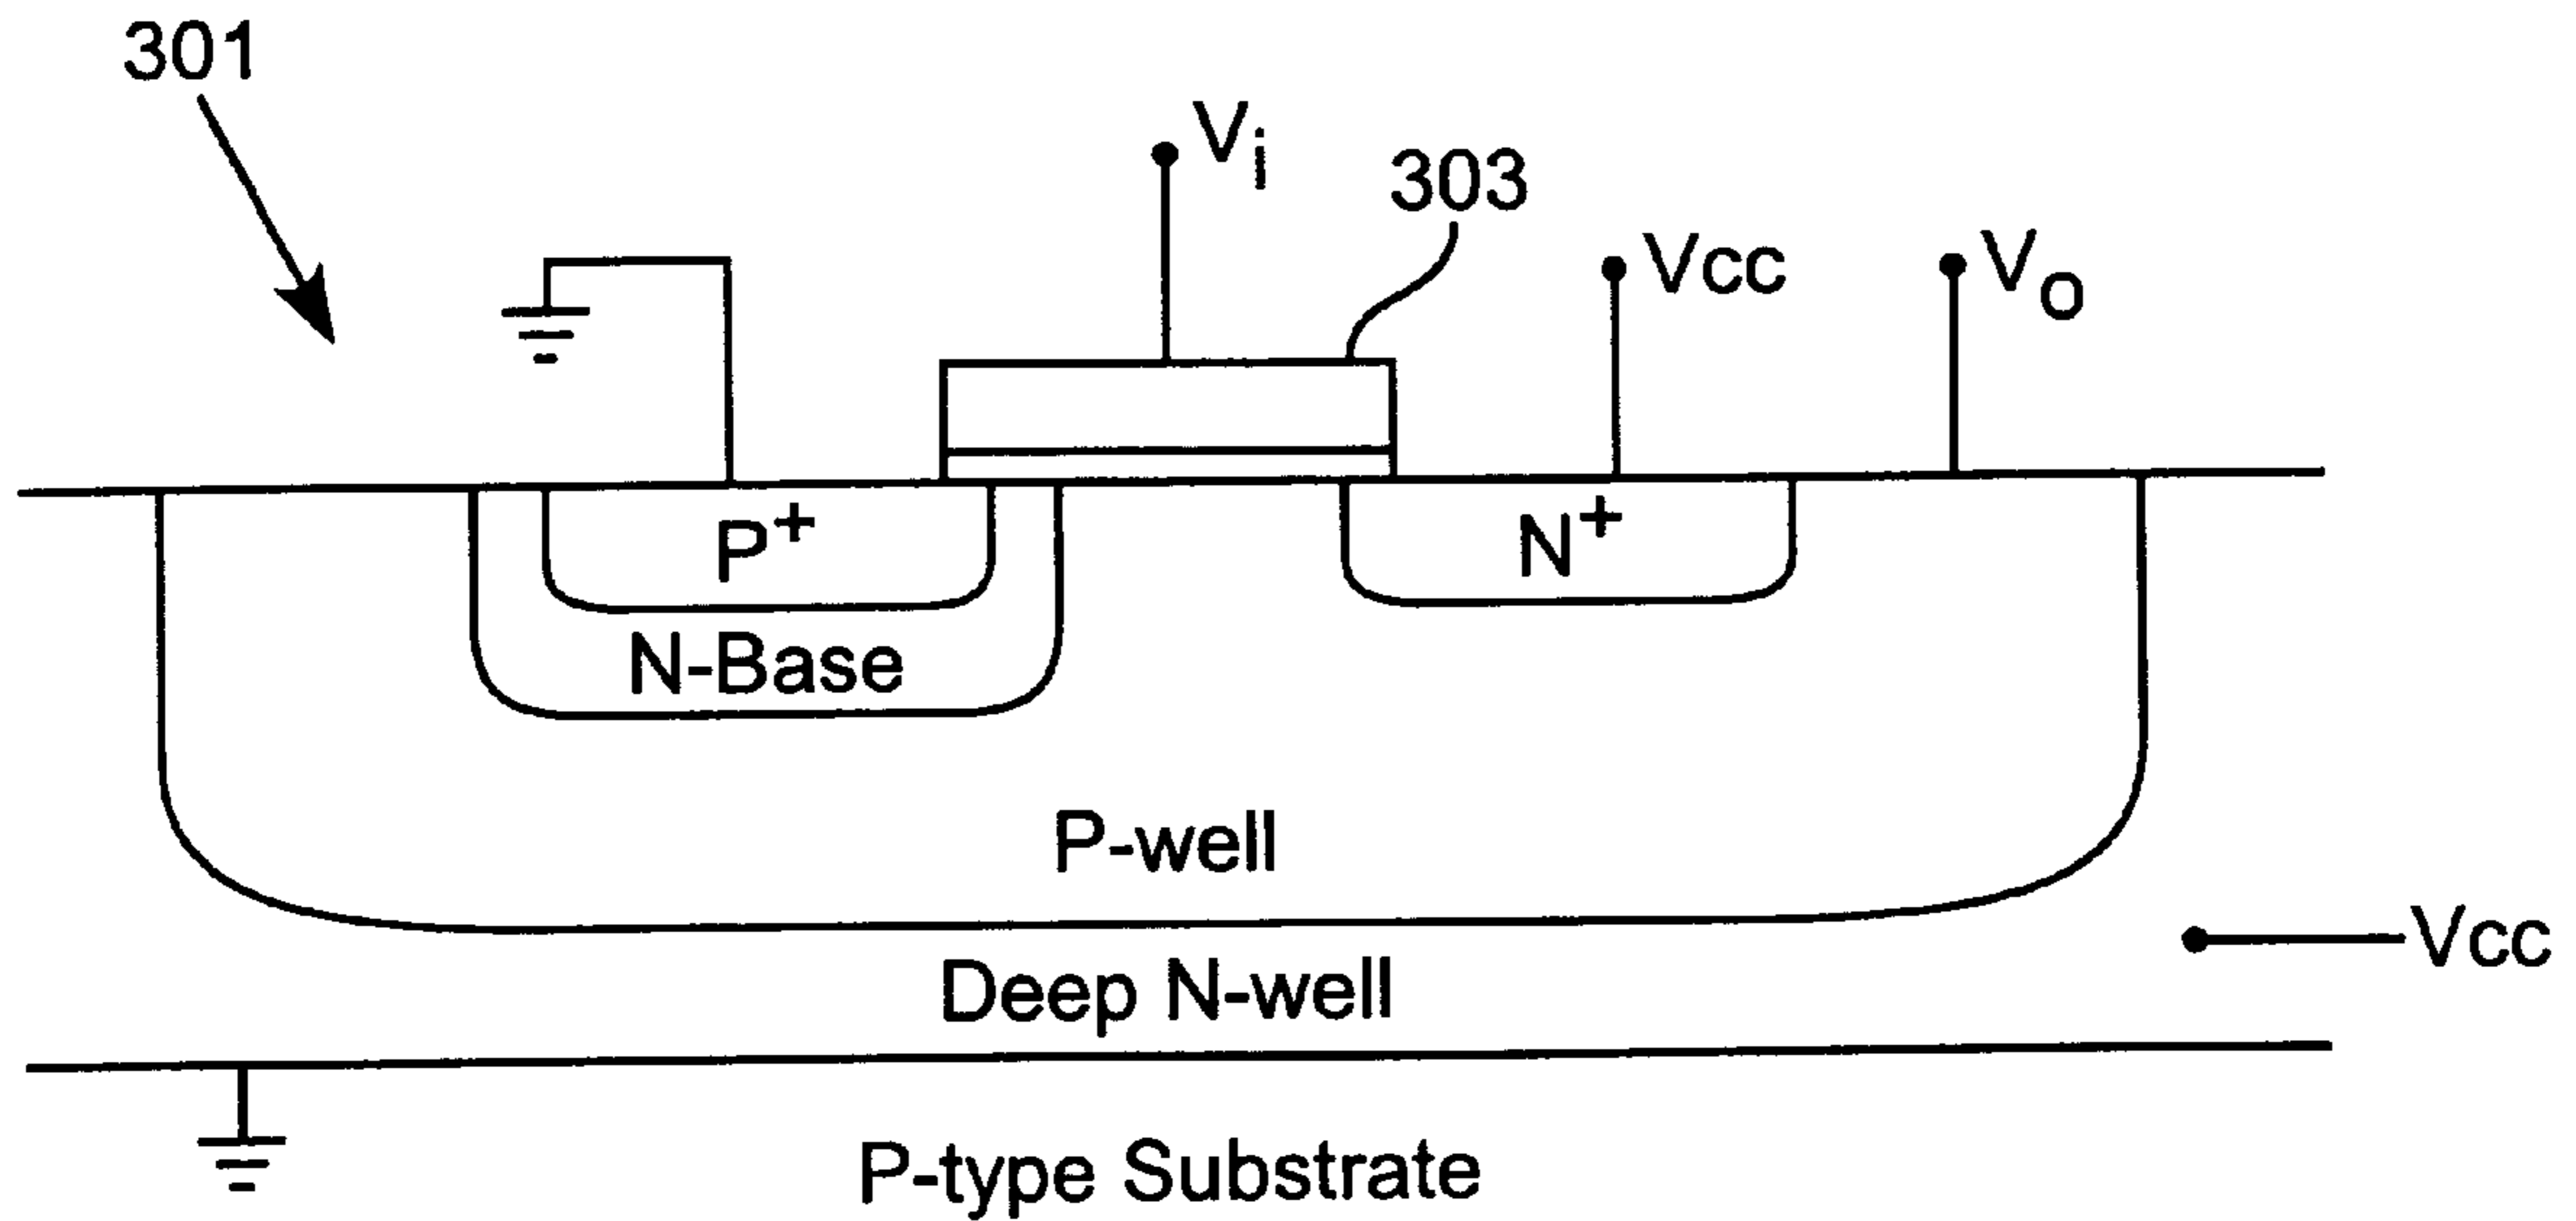 301
Vi
303
Vcc
Vo
P+
N+
N-Base
P-well
Vcc
Deep N-well
P-type Substrate